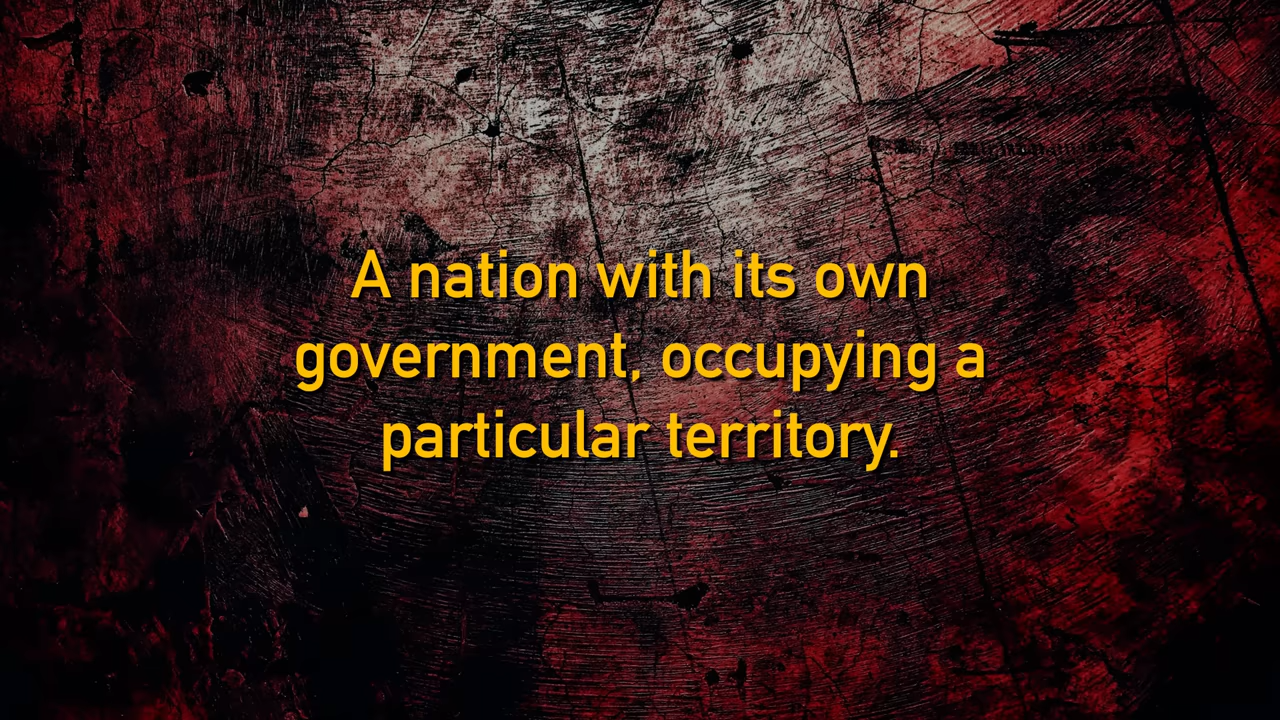 A nation with its own
government, occupying a
particular territory.